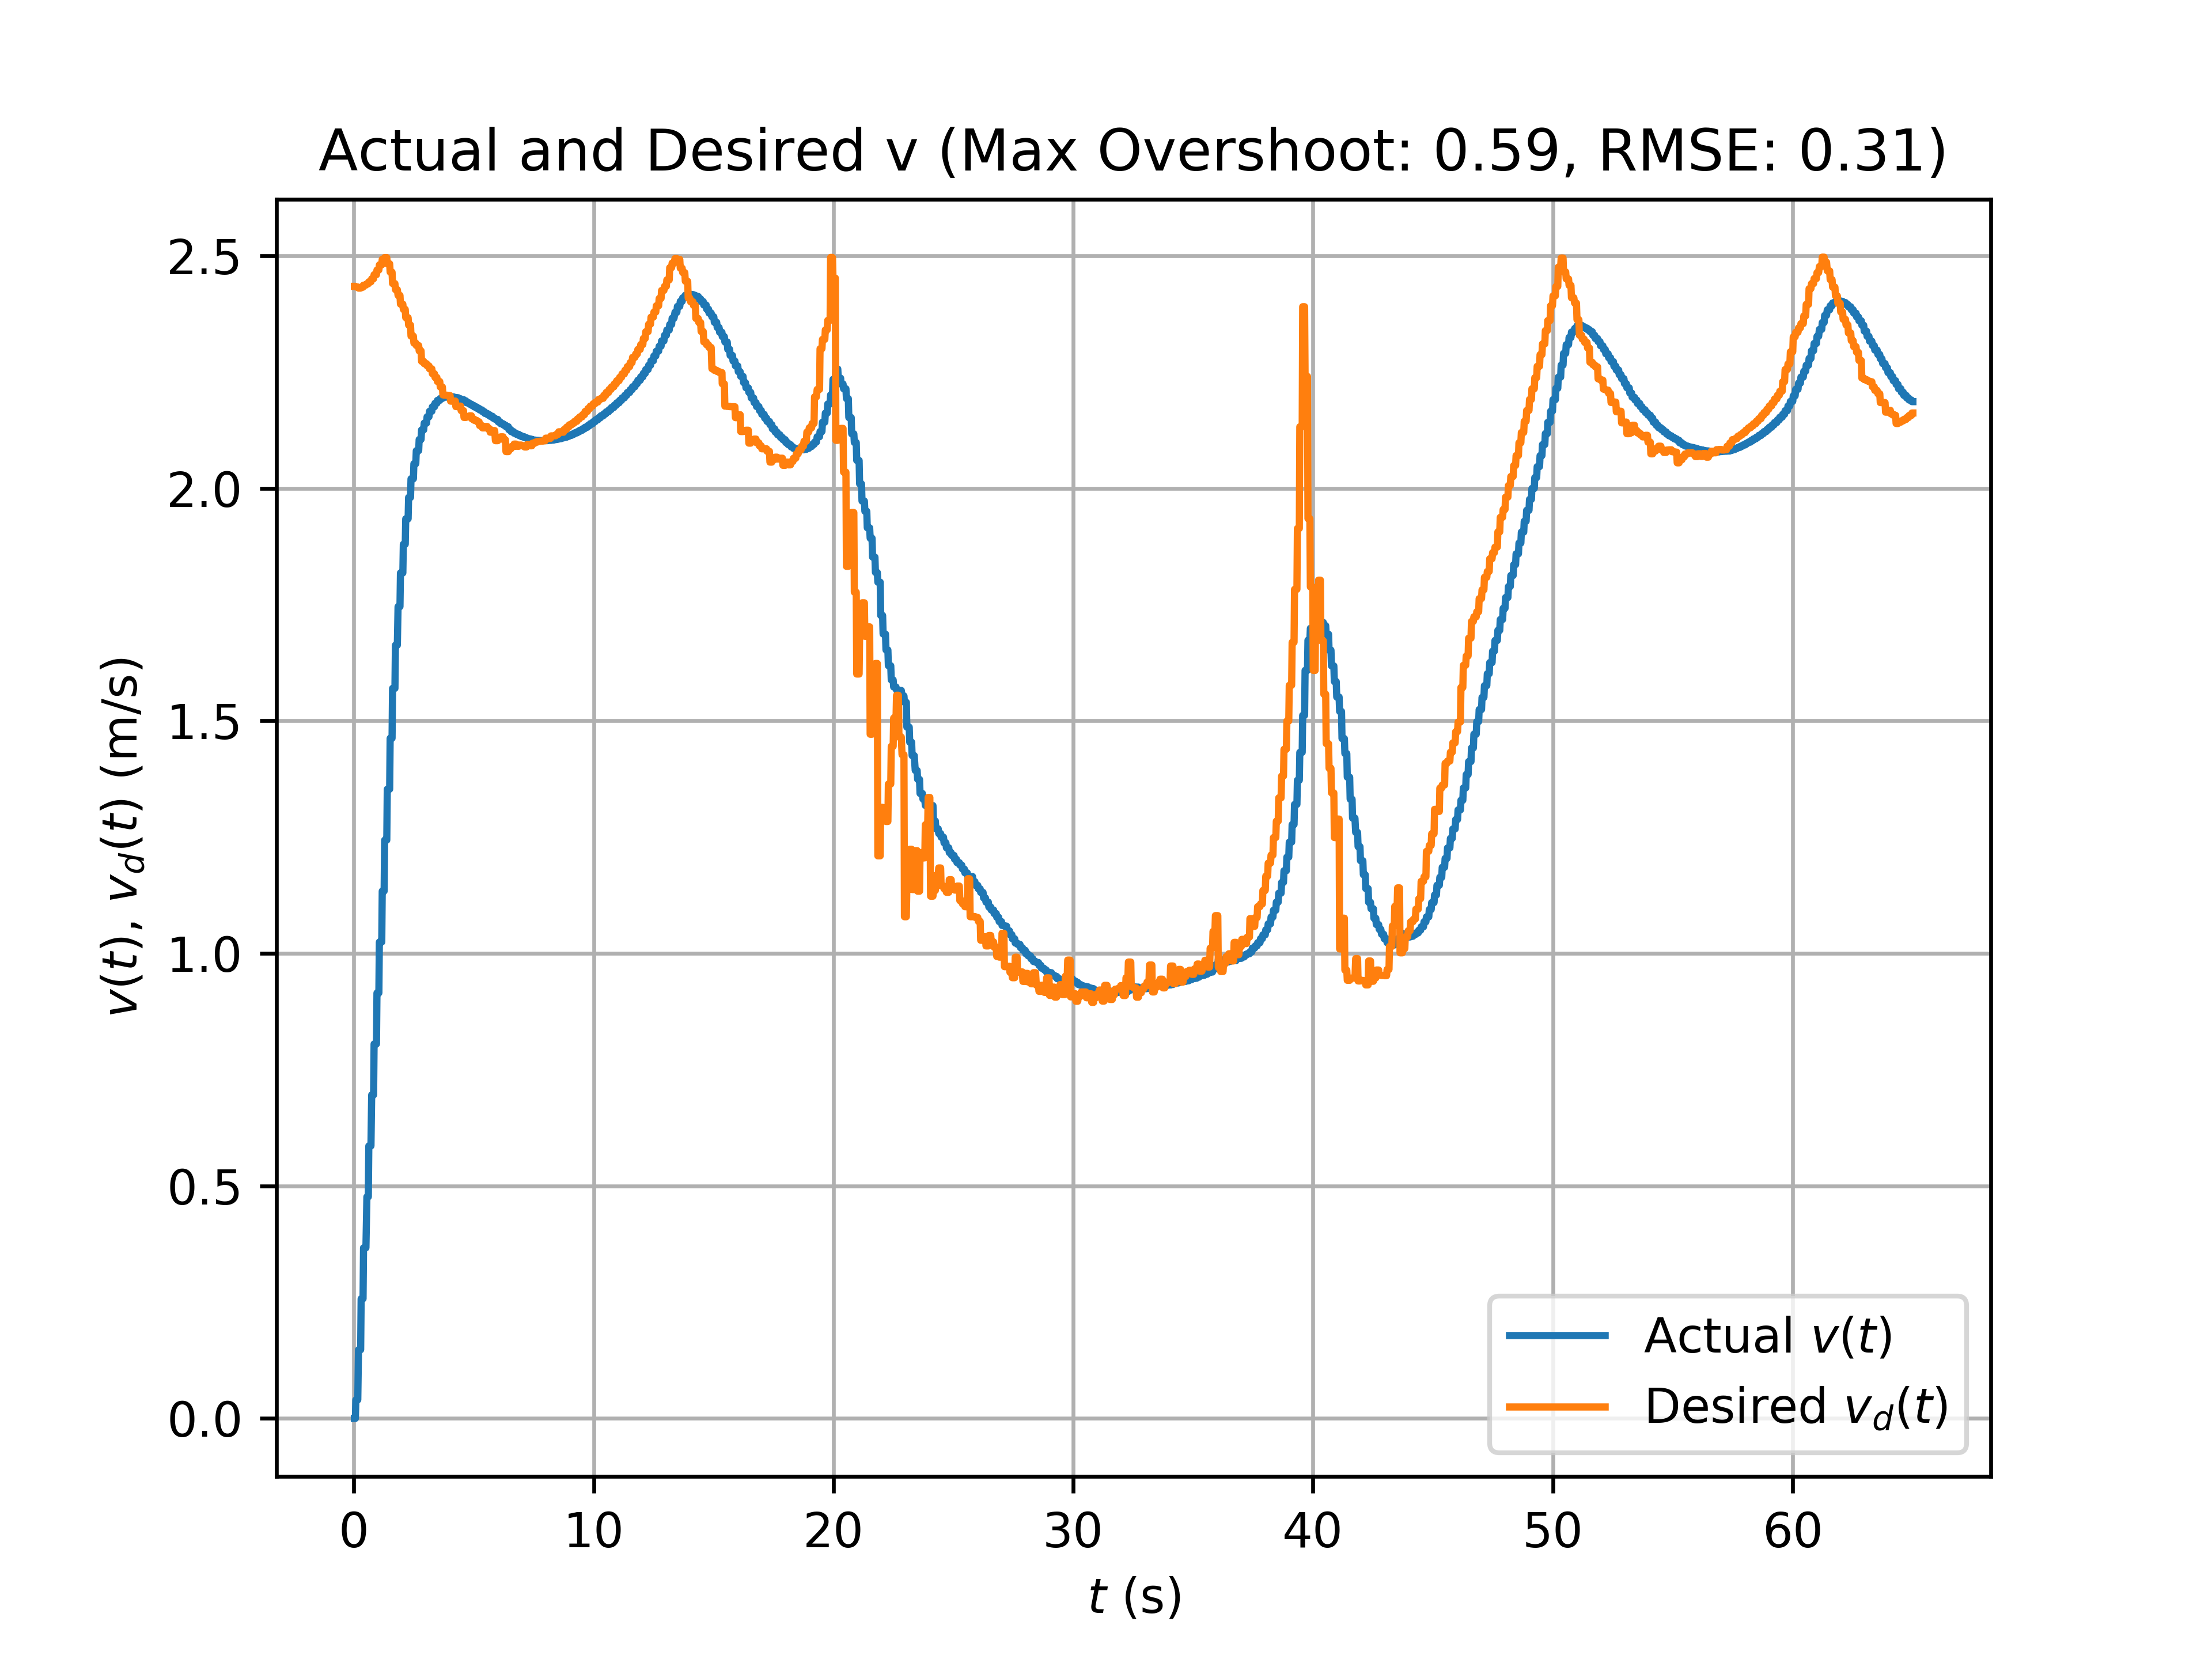 Actual and Desired v (Max Overshoot: 0.59, RMSE: 0.31)
2.5
2.0
1.5
1.0
0.5
0.0
v(t), v_d(t) (m/s)
0 10 20 30 40 50 60
t (s)
Actual v(t)
Desired v_d(t)